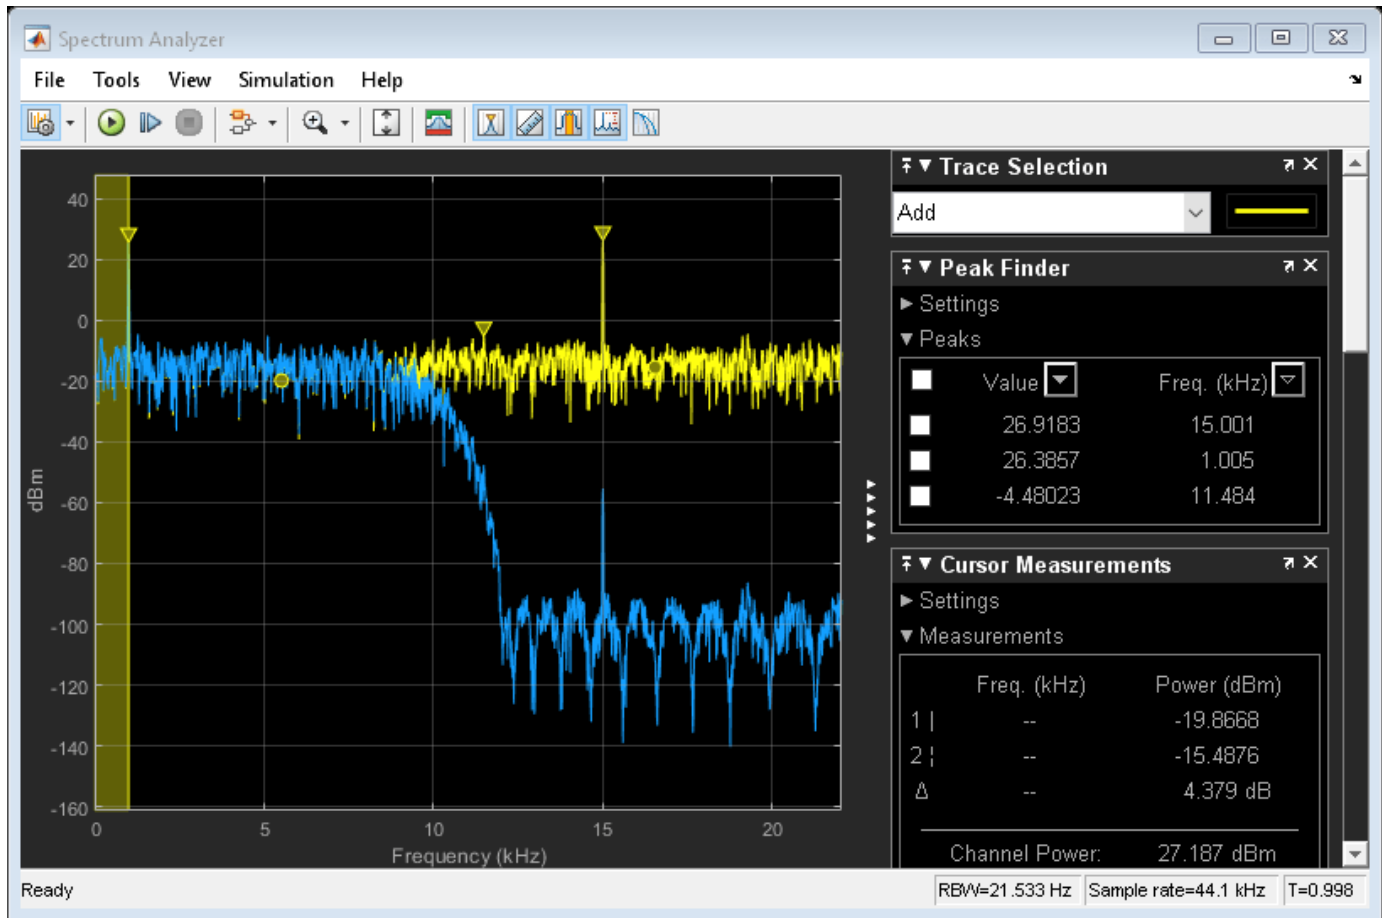 Spectrum Analyzer
File Tools View Simulation Help
Trace Selection
Add
Peak Finder
Settings
Peaks
Value Freq. (kHz)
26.9183 15.001
26.3857 1.005
-4.48023 11.484
Cursor Measurements
Settings
Measurements
Freq. (kHz) Power (dBm)
1 | -- -19.8668
2 ¦ -- -15.4876
Δ -- 4.379 dB
Channel Power: 27.187 dBm
40
20
0
-20
-40
-60
-80
-100
-120
-140
-160
dBm
0 5 10 15 20
Frequency (kHz)
Ready RBW=21.533 Hz Sample rate=44.1 kHz T=0.998